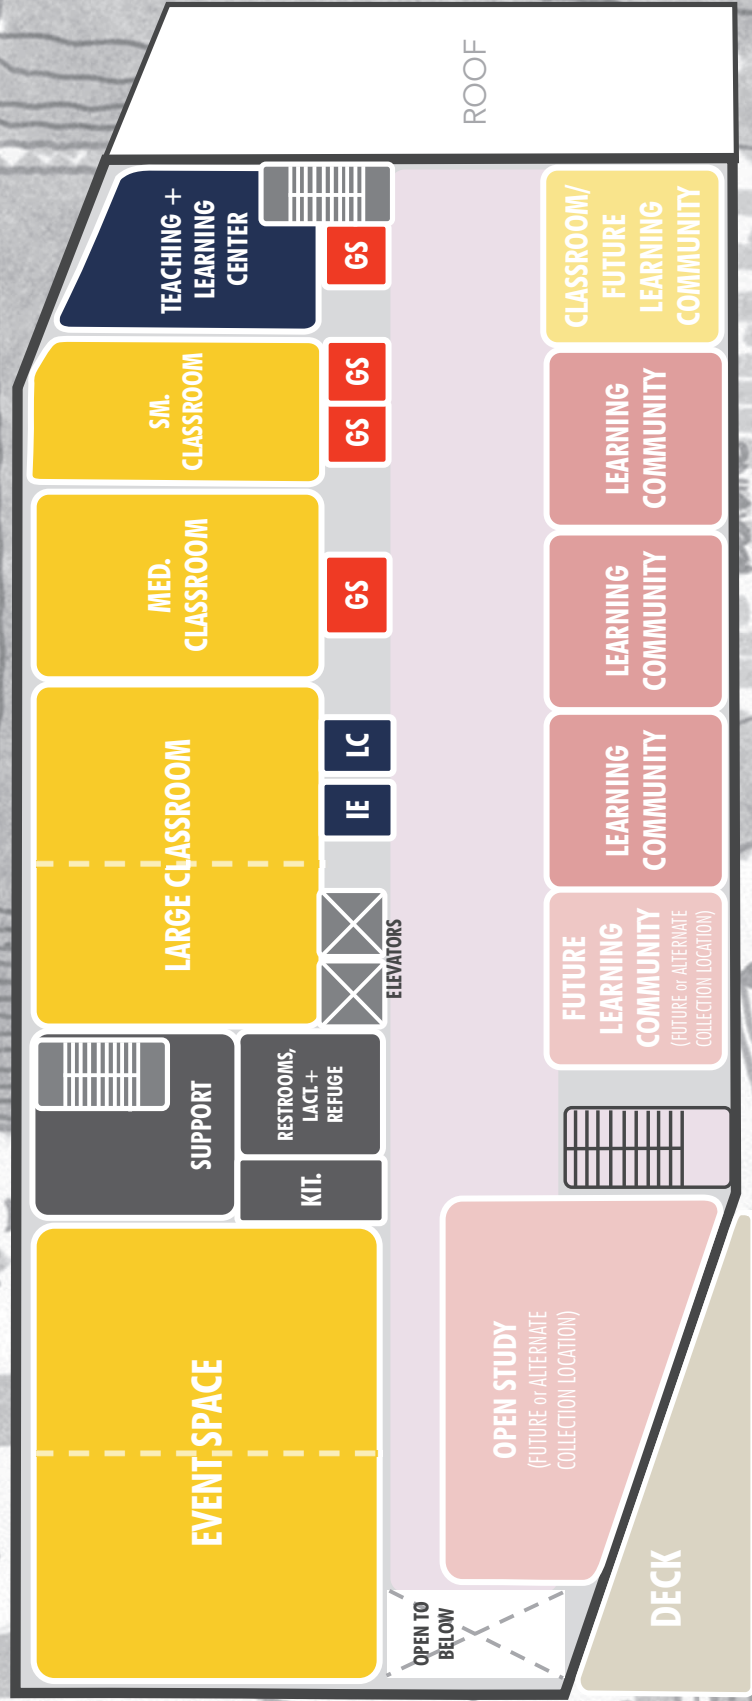 ROOF
TEACHING +
LEARNING
CENTER
GS
CLASSROOM/
FUTURE
LEARNING
COMMUNITY
SM.
CLASSROOM
GS
GS
LEARNING
COMMUNITY
MED.
CLASSROOM
GS
LEARNING
COMMUNITY
LARGE CLASSROOM
LC
IE
LEARNING
COMMUNITY
ELEVATORS
FUTURE
LEARNING
COMMUNITY
(FUTURE or ALTERNATE
COLLECTION LOCATION)
SUPPORT
RESTROOMS,
LACT.+
REFUGE
KIT.
EVENT SPACE
OPEN STUDY
(FUTURE or ALTERNATE
COLLECTION LOCATION)
OPEN TO
BELOW
DECK